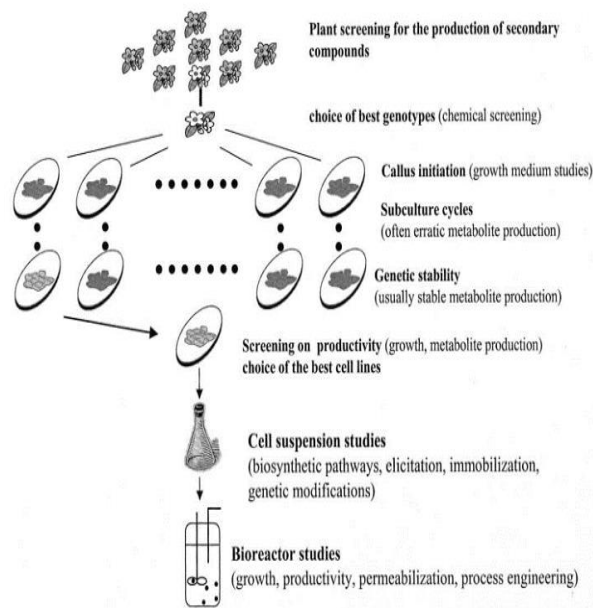 Plant screening for the production of secondary
compounds
choice of best genotypes (chemical screening)
Callus initiation (growth medium studies)
Subculture cycles
(often erratic metabolite production)
Genetic stability
(usually stable metabolite production)
Screening on productivity (growth, metabolite production)
choice of the best cell lines
Cell suspension studies
(biosynthetic pathways, elicitation, immobilization,
genetic modifications)
Bioreactor studies
(growth, productivity, permeabilization, process engineering)